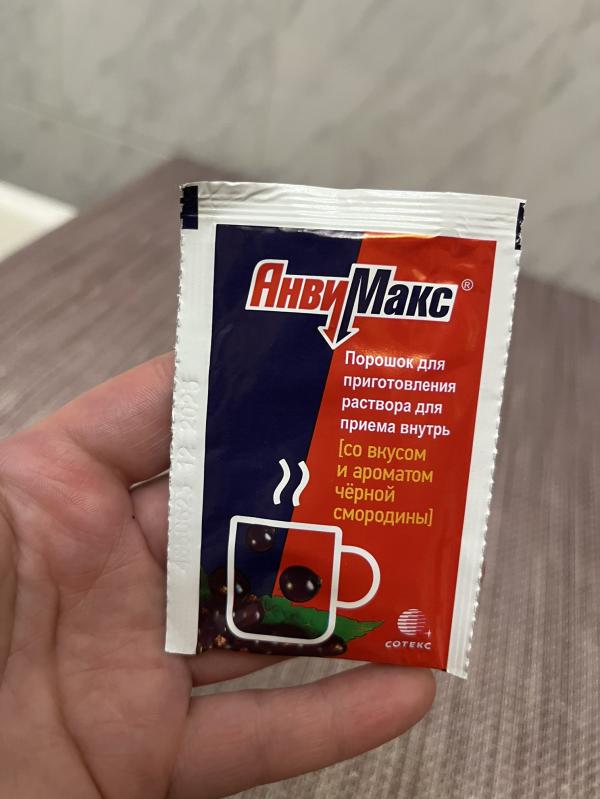 АнвиМакс®
Порошок для
приготовления
раствора для
приема внутрь
[со вкусом
и ароматом
чёрной
смородины]
СОТЕКС